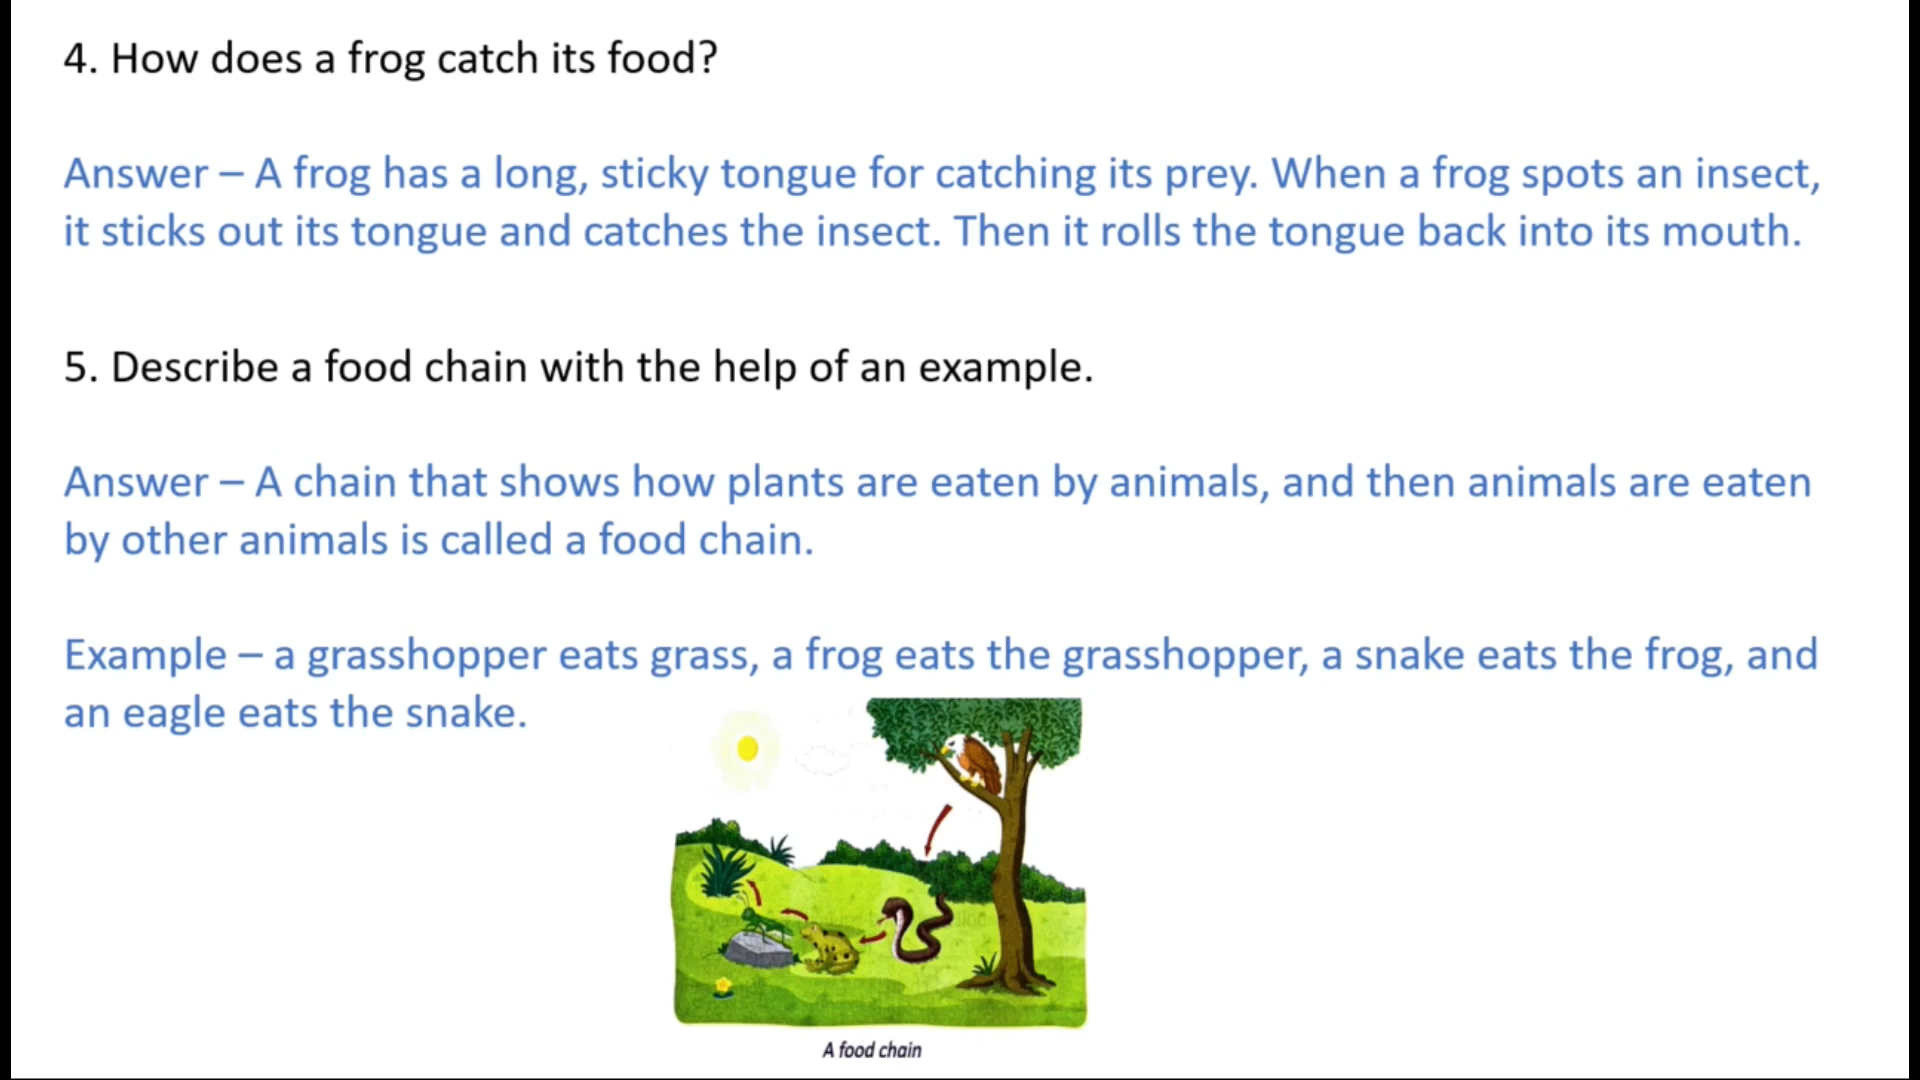 4. How does a frog catch its food?
Answer – A frog has a long, sticky tongue for catching its prey. When a frog spots an insect,
it sticks out its tongue and catches the insect. Then it rolls the tongue back into its mouth.
5. Describe a food chain with the help of an example.
Answer – A chain that shows how plants are eaten by animals, and then animals are eaten
by other animals is called a food chain.
Example – a grasshopper eats grass, a frog eats the grasshopper, a snake eats the frog, and
an eagle eats the snake.
A food chain